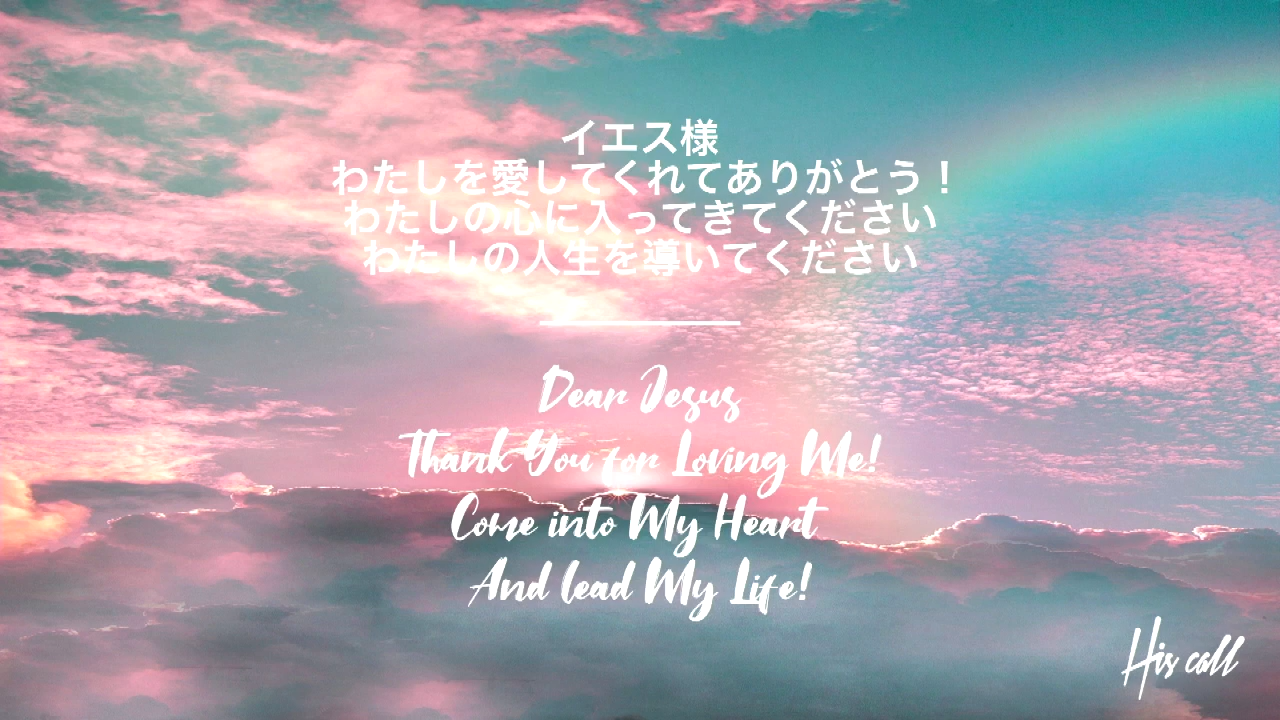 イエス様
わたしを愛してくれてありがとう！
わたしの心に入ってきてください
わたしの人生を導いてください
Dear Jesus
Thank You for Loving Me!
Come into My Heart
And lead My Life!
His call